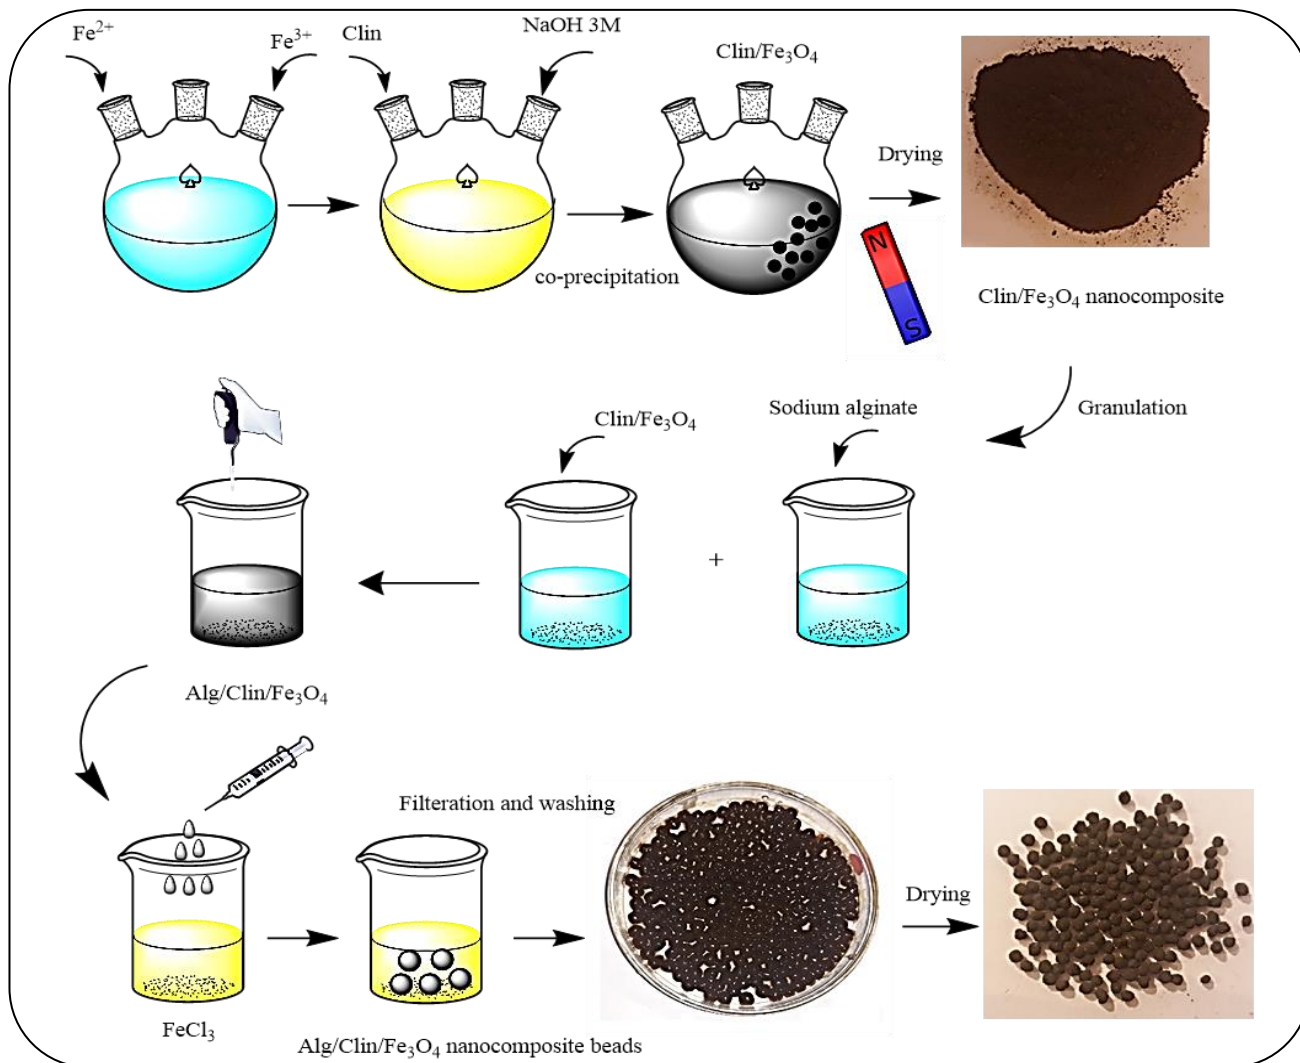 Fe²⁺
Fe³⁺
Clin
NaOH 3M
Clin/Fe₃O₄
Drying
co-precipitation
N
S
Clin/Fe₃O₄ nanocomposite
Granulation
Sodium alginate
Clin/Fe₃O₄
+
Alg/Clin/Fe₃O₄
Filteration and washing
Drying
FeCl₃
Alg/Clin/Fe₃O₄ nanocomposite beads